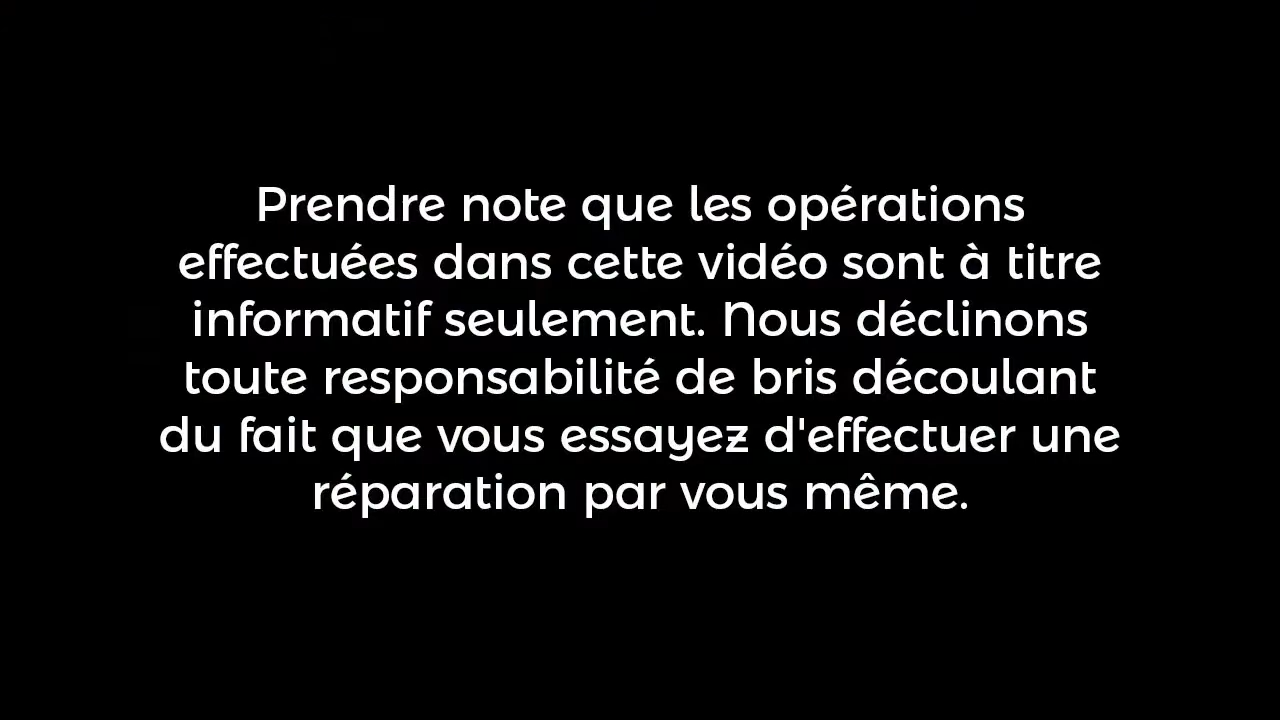 Prendre note que les opérations
effectuées dans cette vidéo sont à titre
informatif seulement. Nous déclinons
toute responsabilité de bris découlant
du fait que vous essayez d'effectuer une
réparation par vous même.